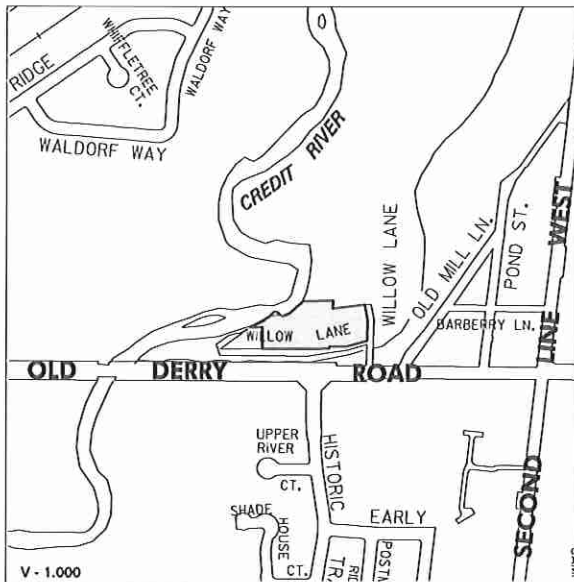 RIDGE
WHIFFLETREE
CT.
WALDORF WAY
WALDORF WAY
CREDIT RIVER
WILLOW LANE
OLD MILL LN.
POND ST.
SECOND LINE WEST
BARBERRY LN.
WILLOW LANE
OLD DERRY ROAD
UPPER
RIVER
CT.
HISTORIC
TR.
SHADE
HOUSE
CT.
EARLY
V - 1.000